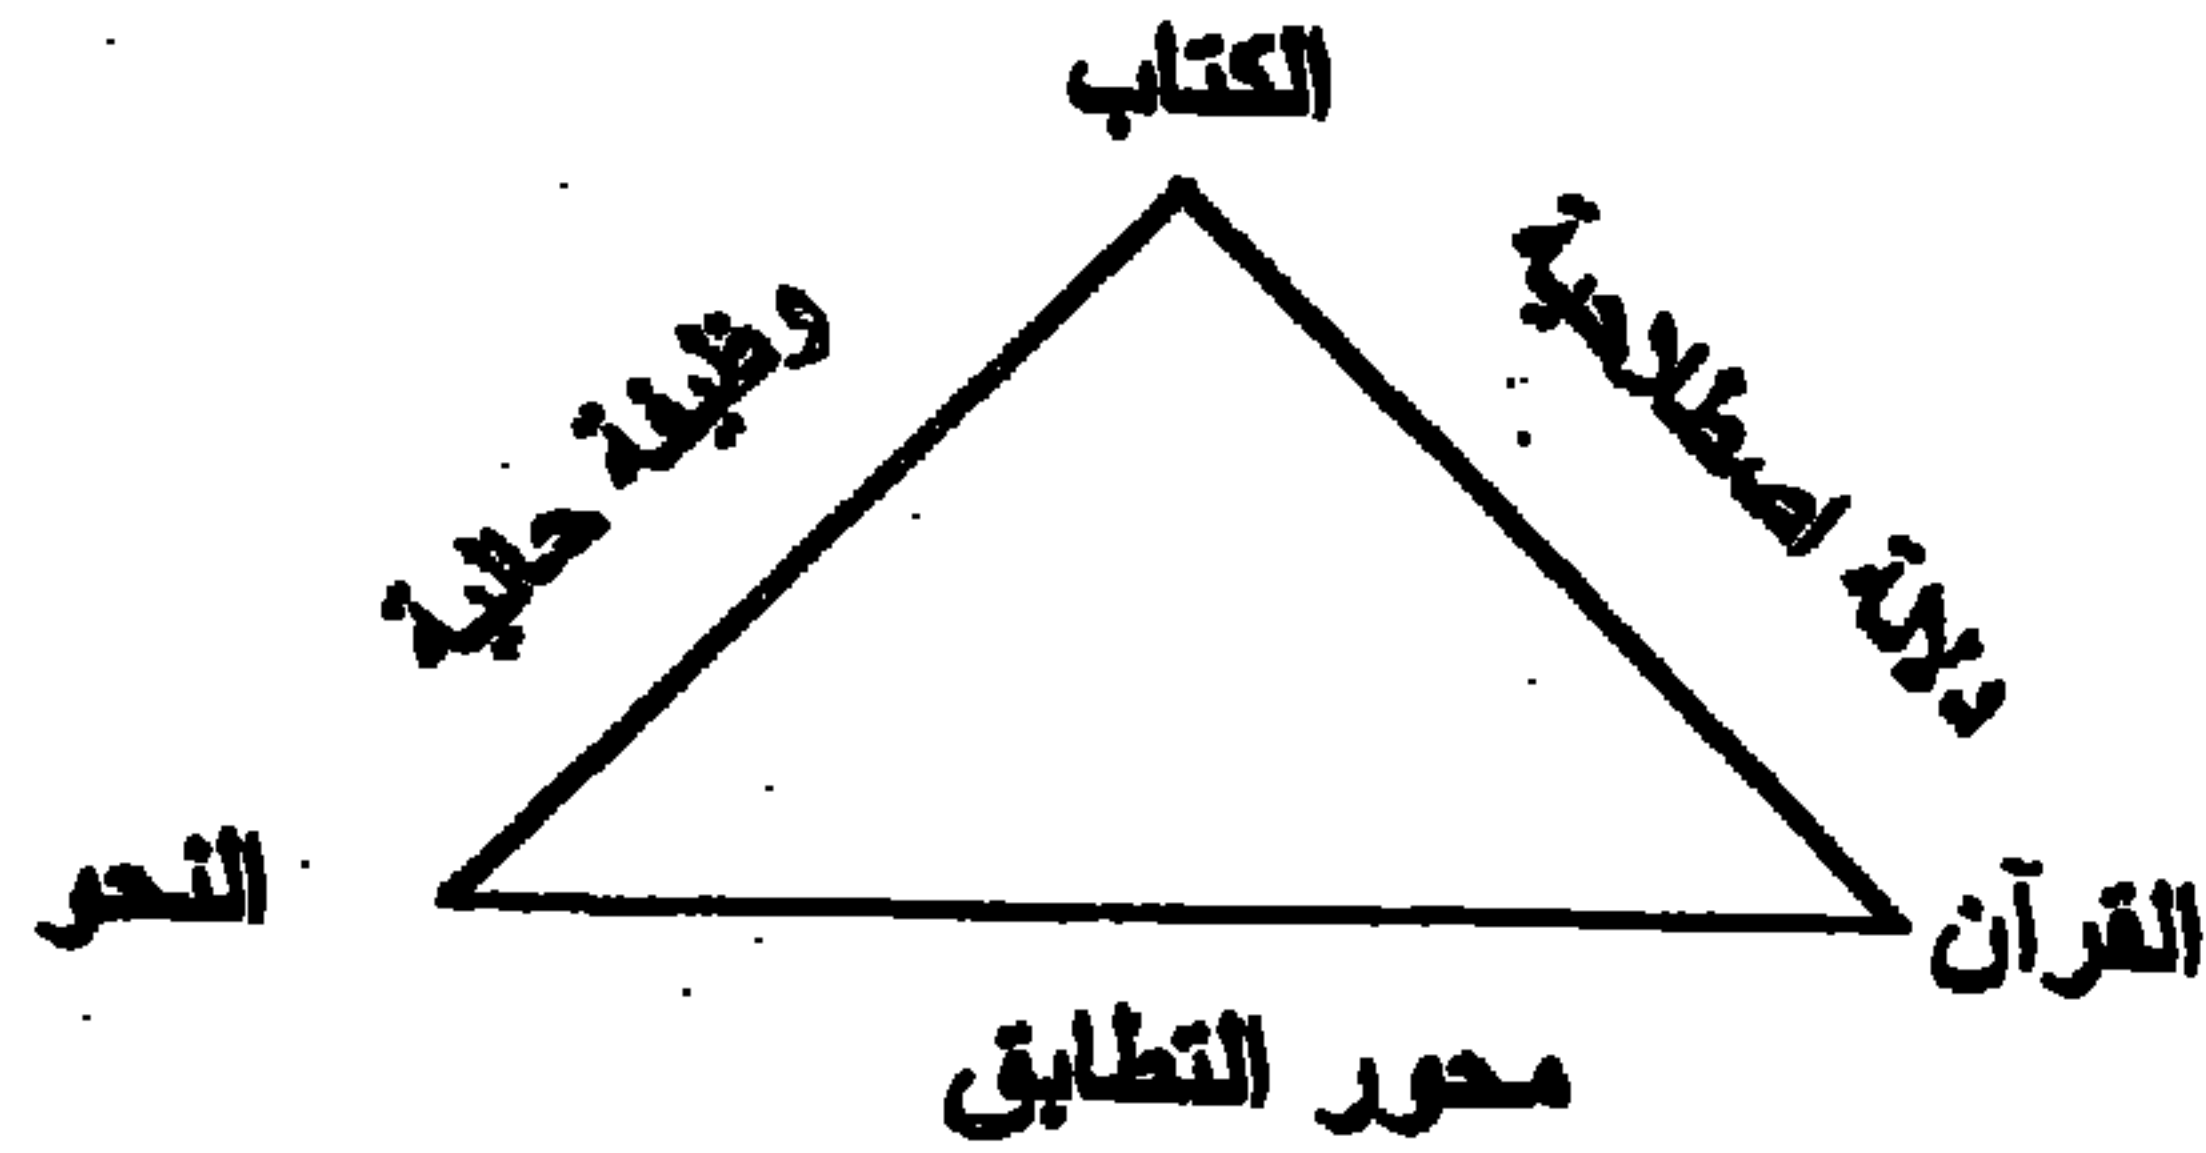 الكتاب
دلالة اصطلاحية
وظيفة حالية
النحو
القرآن
محور التطابق